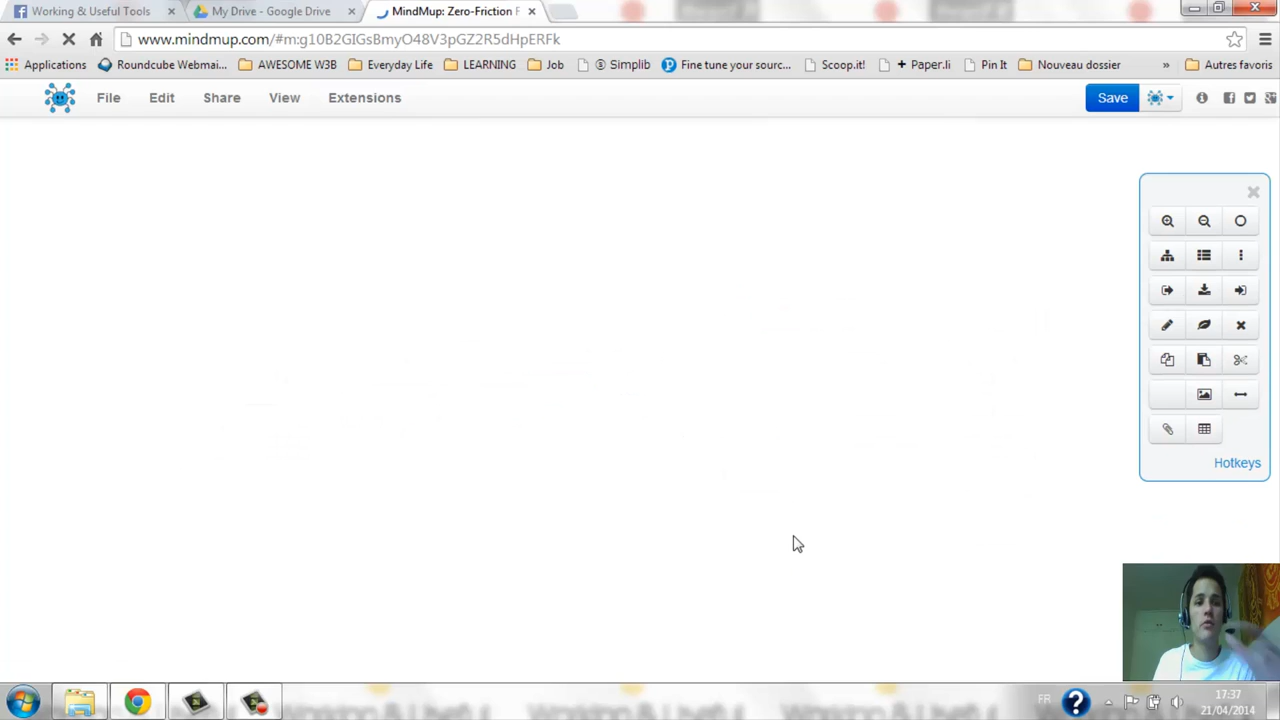 Working & Useful Tools
My Drive - Google Drive
MindMup: Zero-Friction F
www.mindmup.com/#m:g10B2GIGsBmyO48V3pGZ2R5dHpERFk
Applications
Roundcube Webmai...
AWESOME W3B
Everyday Life
LEARNING
Job
Simplib
Fine tune your sourc...
Scoop.it!
+ Paper.li
Pin It
Nouveau dossier
»
Autres favoris
File
Edit
Share
View
Extensions
Save
Hotkeys
FR
17:37
21/04/2014